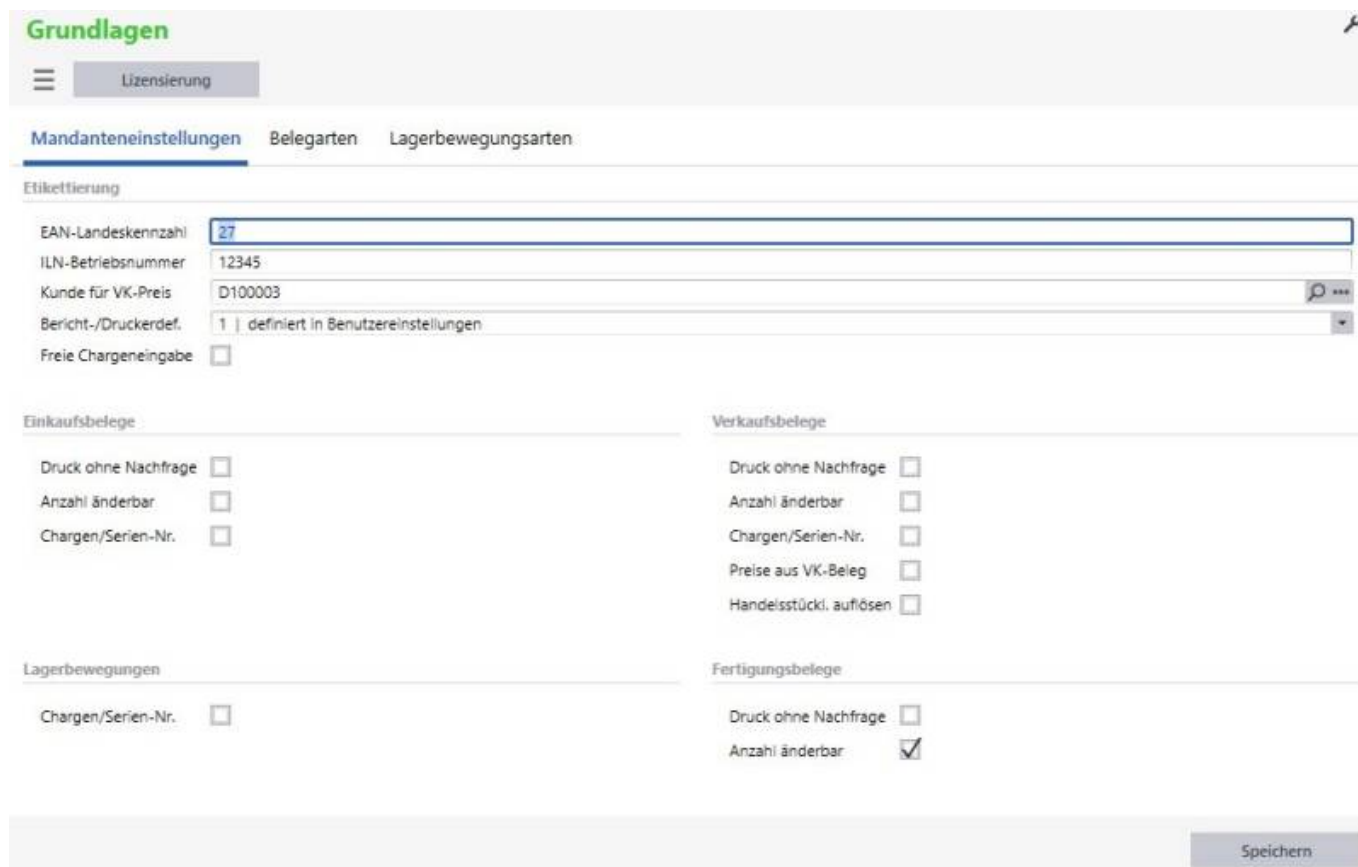 Grundlagen
Lizensierung
Mandanteneinstellungen Belegarten Lagerbewegungsarten
Etikettierung
EAN-Landeskennzahl 27
ILN-Betriebsnummer 12345
Kunde für VK-Preis D100003
Bericht-/Druckerdef. 1 | definiert in Benutzereinstellungen
Freie Chargeneingabe
Einkaufsbelege Verkaufsbelege
Druck ohne Nachfrage Druck ohne Nachfrage
Anzahl änderbar Anzahl änderbar
Chargen/Serien-Nr. Chargen/Serien-Nr.
Preise aus VK-Beleg
Handelsstückl. auflösen
Lagerbewegungen Fertigungsbelege
Chargen/Serien-Nr. Druck ohne Nachfrage
Anzahl änderbar
Speichern